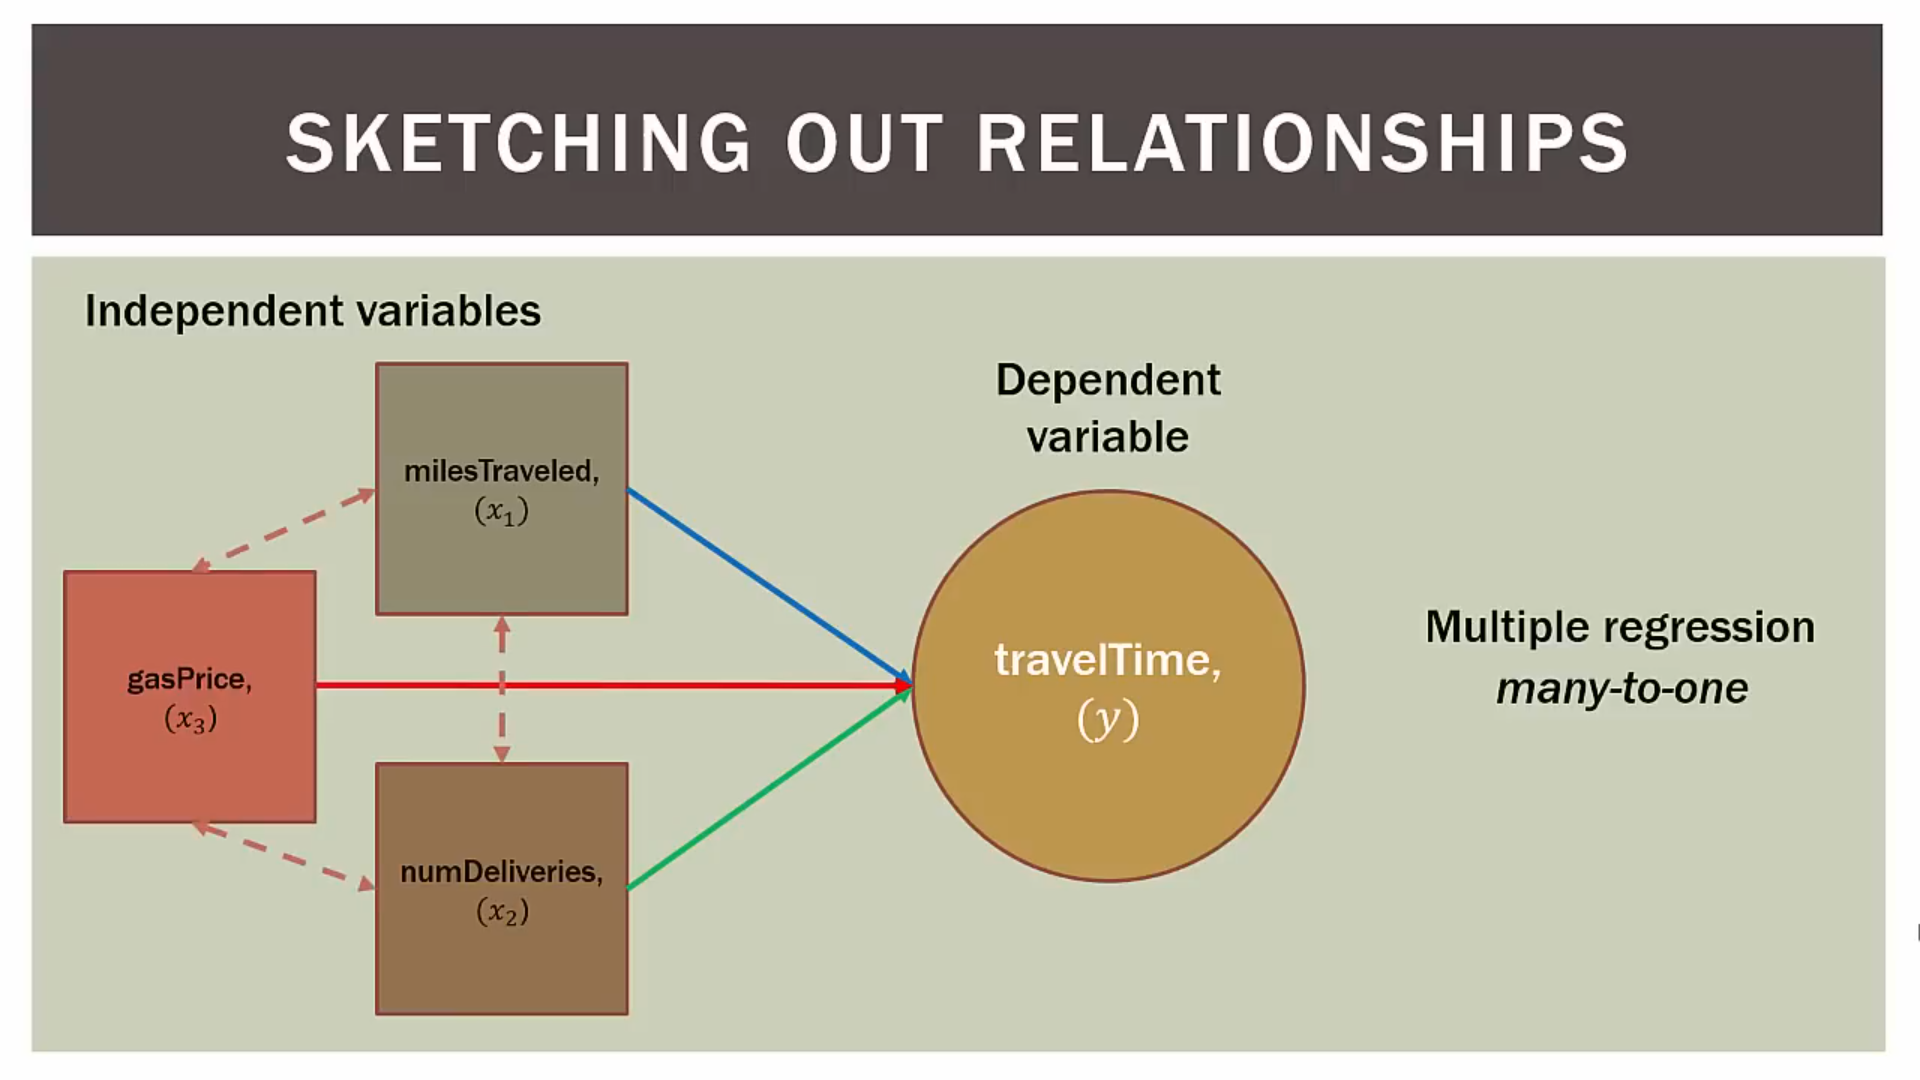 SKETCHING OUT RELATIONSHIPS
Independent variables
Dependent
variable
milesTraveled,
(x₁)
gasPrice,
(x₃)
numDeliveries,
(x₂)
travelTime,
(y)
Multiple regression
many-to-one